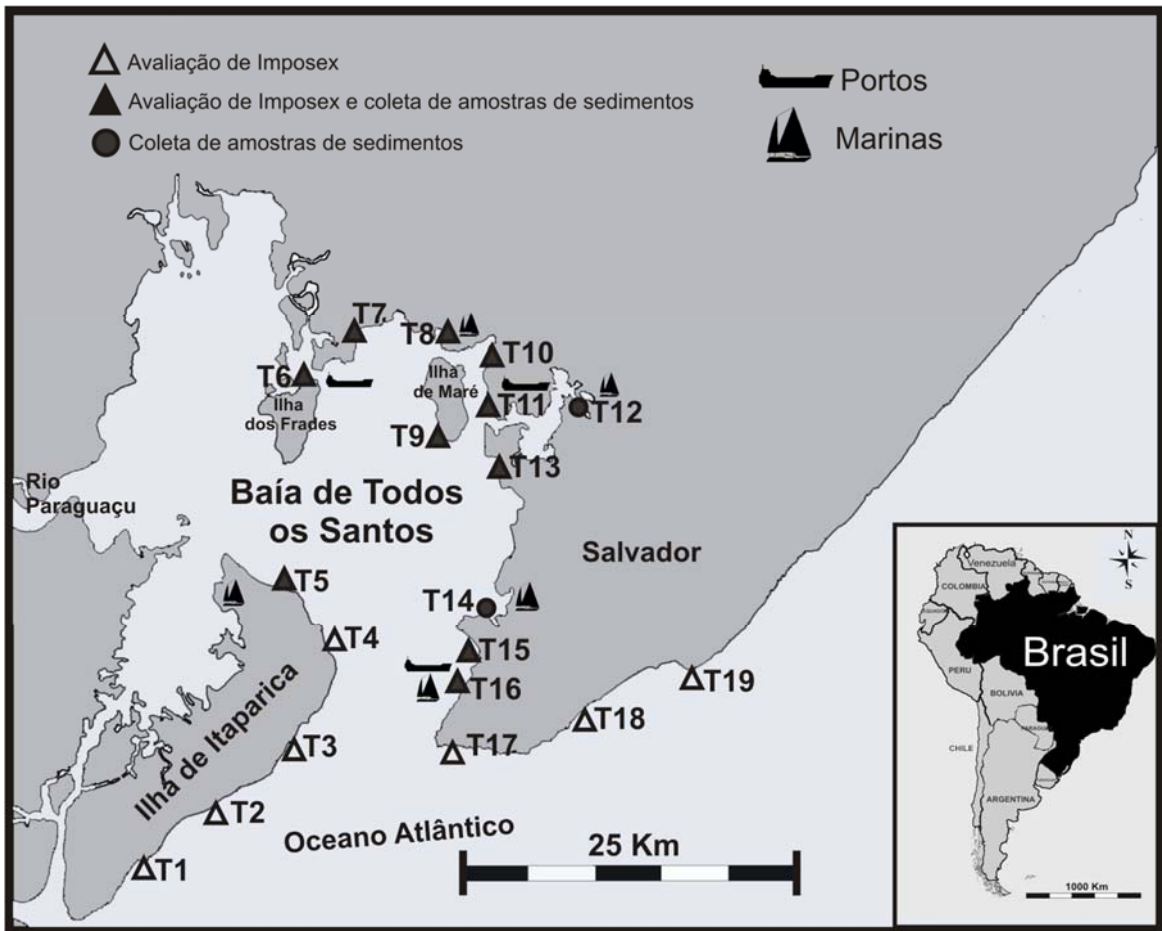 Avaliação de Imposex
Avaliação de Imposex e coleta de amostras de sedimentos
Coleta de amostras de sedimentos
Portos
Marinas
T7
T8
T10
T6
Ilha
dos Frades
Ilha
de Maré
T11
T12
T9
T13
Rio
Paraguaçu
Baía de Todos
os Santos
Salvador
T5
T14
T4
T15
T16
T19
T18
T17
T3
Ilha de Itaparica
T2
T1
Oceano Atlântico
25 Km
N
S
Venezuela
COLOMBIA
Brasil
PERU
BOLIVIA
CHILE
ARGENTINA
1000 Km